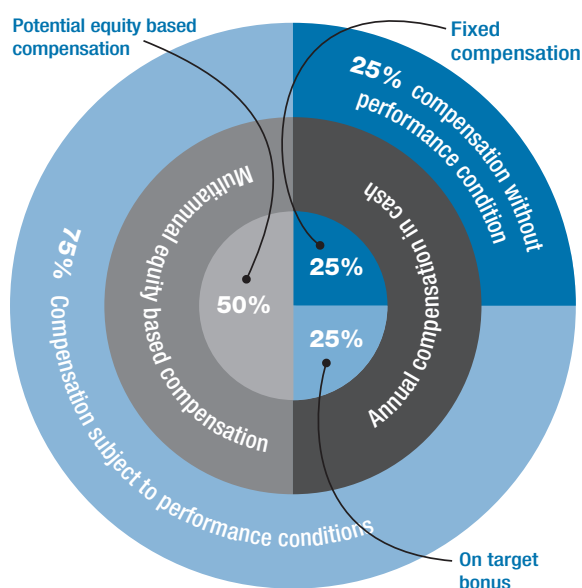 Potential equity based
compensation
Fixed
compensation
25% compensation without
performance condition
Multiannual equity based compensation
Annual compensation in cash
25%
50%
25%
75% Compensation subject to performance conditions
On target
bonus